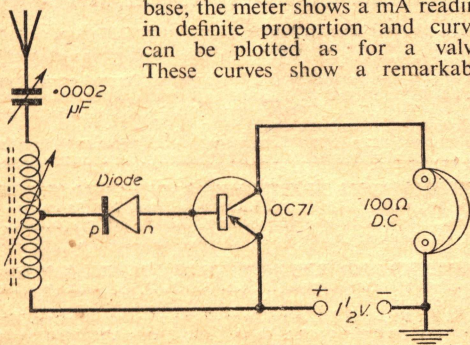 base, the meter shows a mA readin
in definite proportion and curv
can be plotted as for a valv
These curves show a remarkab
·0002
μF
Diode
p n
OC71
100Ω
D.C
+ 1½V. −